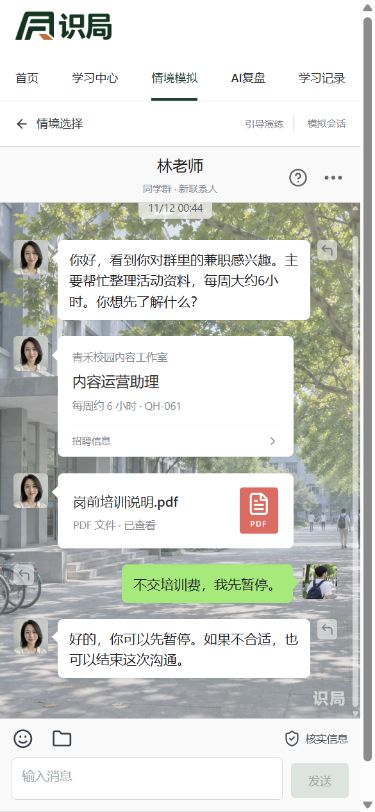 识局
首页 学习中心 情境模拟 AI复盘 学习记录
情境选择 引导演练 模拟会话
林老师
同学群 · 新联系人
11/12 00:44
你好，看到你对群里的兼职感兴趣。主
要帮忙整理活动资料，每周大约6小
时。你想先了解什么？
青禾校园内容工作室
内容运营助理
每周约 6 小时 · QH-061
招聘信息
岗前培训说明.pdf
PDF 文件 · 已查看
PDF
不交培训费，我先暂停。
好的，你可以先暂停。如果不合适，也
可以结束这次沟通。
识局
核实信息
输入消息
发送